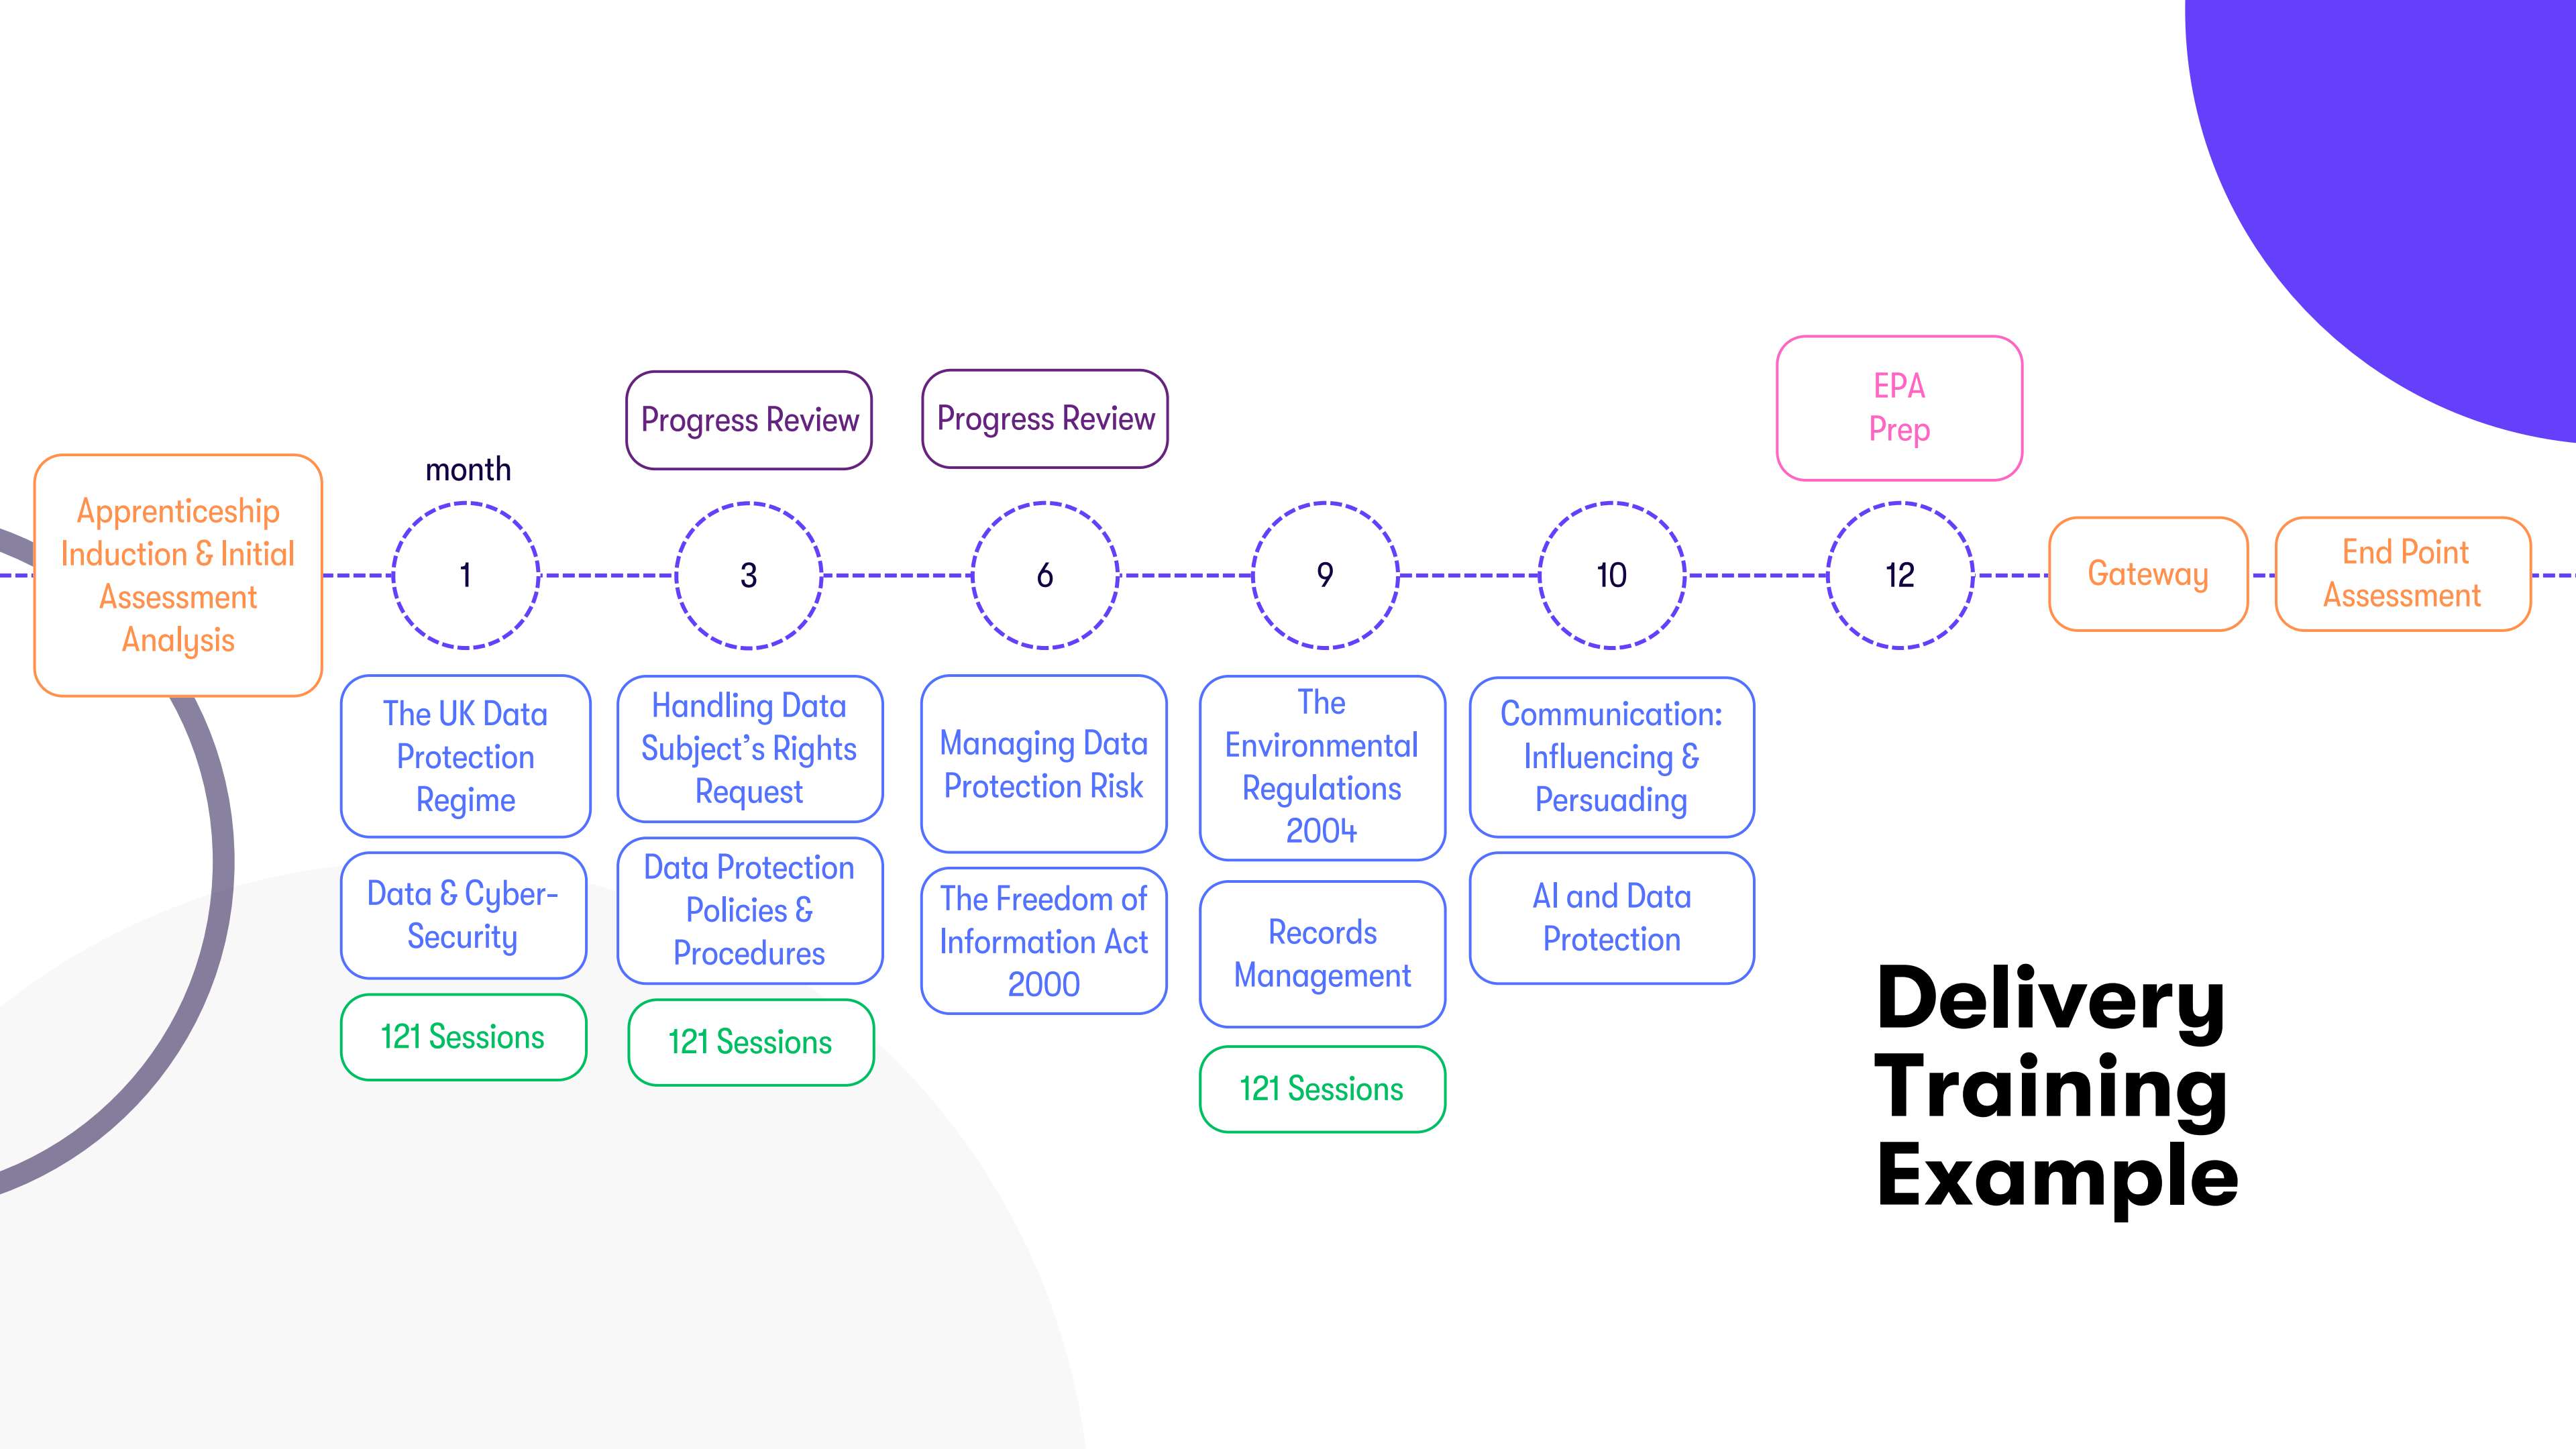 Apprenticeship
Induction & Initial
Assessment
Analysis
month
1
The UK Data
Protection
Regime
Data & Cyber-
Security
121 Sessions
Progress Review
3
Handling Data
Subject’s Rights
Request
Data Protection
Policies &
Procedures
121 Sessions
Progress Review
6
Managing Data
Protection Risk
The Freedom of
Information Act
2000
9
The
Environmental
Regulations
2004
Records
Management
121 Sessions
10
Communication:
Influencing &
Persuading
AI and Data
Protection
EPA
Prep
12
Gateway
End Point
Assessment
Delivery
Training
Example